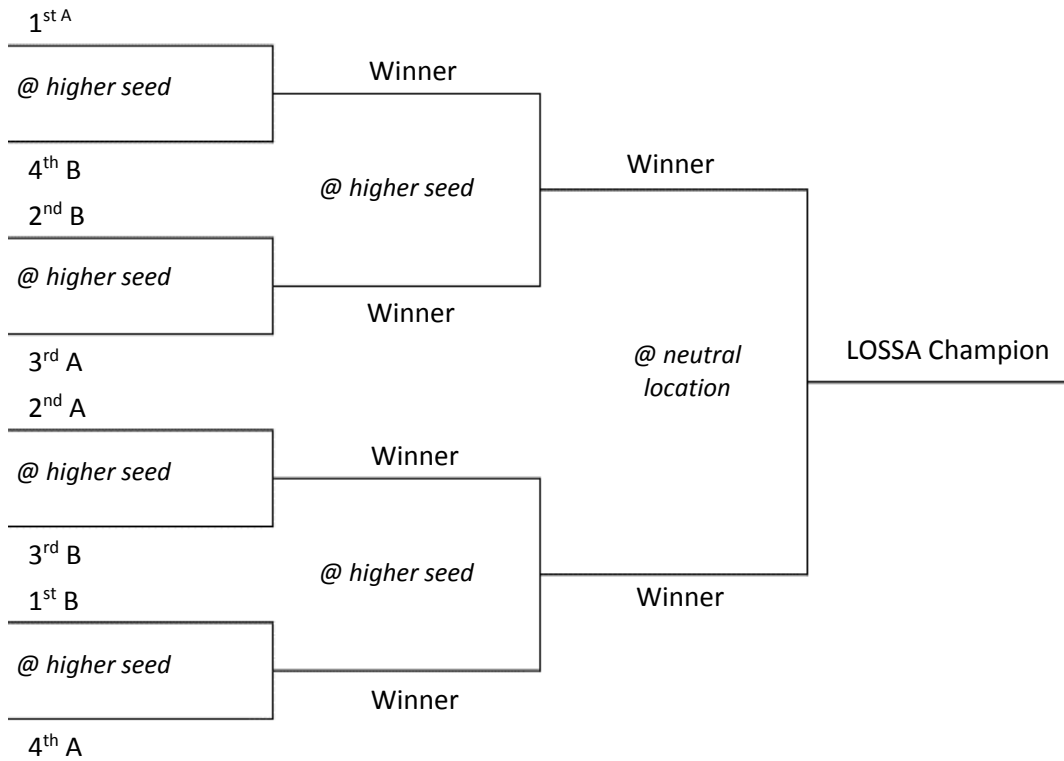 1st A
@ higher seed
4th B
2nd B
@ higher seed
3rd A
2nd A
@ higher seed
3rd B
1st B
@ higher seed
4th A
Winner
@ higher seed
Winner
Winner
@ higher seed
Winner
Winner
@ neutral
location
Winner
LOSSA Champion